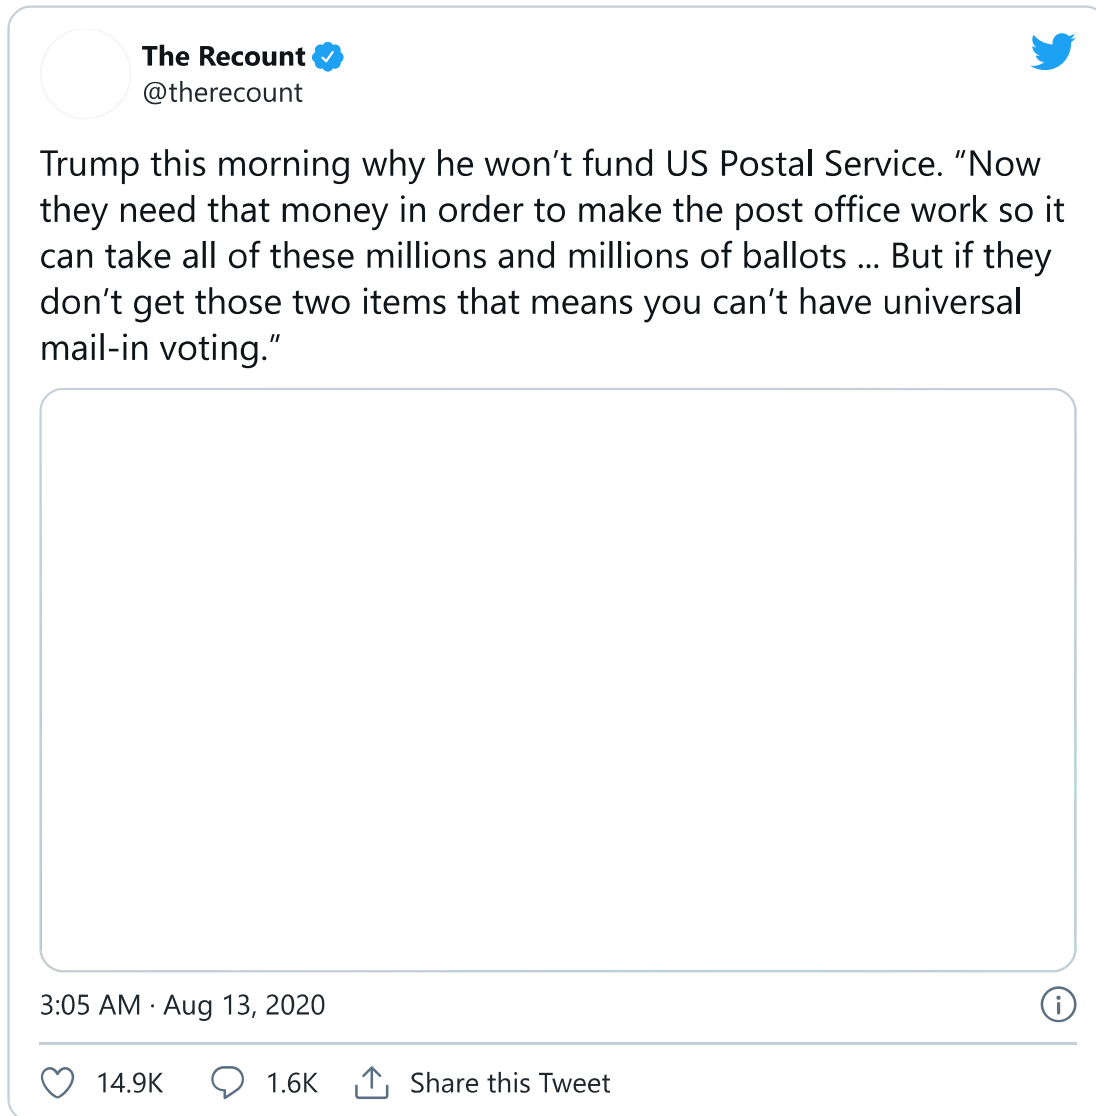 The Recount
@therecount
Trump this morning why he won’t fund US Postal Service. “Now
they need that money in order to make the post office work so it
can take all of these millions and millions of ballots ... But if they
don’t get those two items that means you can’t have universal
mail-in voting.”
3:05 AM · Aug 13, 2020
14.9K 1.6K Share this Tweet